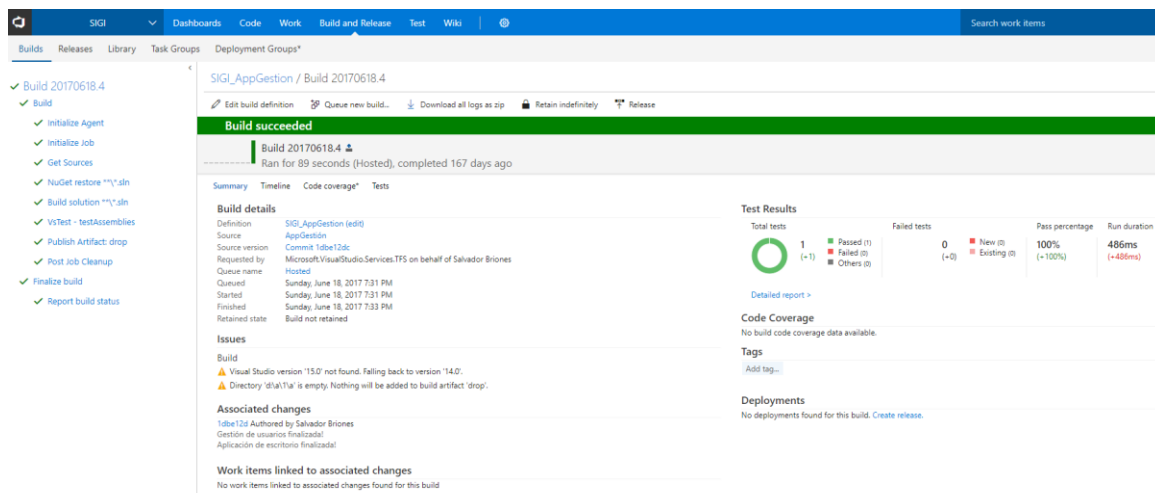 SIGI Dashboards Code Work Build and Release Test Wiki Search work items
Builds Releases Library Task Groups Deployment Groups*
Build 20170618.4
Build
Initialize Agent
Initialize Job
Get Sources
NuGet restore **\*.sln
Build solution **\*.sln
VsTest - testAssemblies
Publish Artifact: drop
Post Job Cleanup
Finalize build
Report build status
SIGI_AppGestion / Build 20170618.4
Edit build definition Queue new build... Download all logs as zip Retain indefinitely Release
Build succeeded
Build 20170618.4
Ran for 89 seconds (Hosted), completed 167 days ago
Summary Timeline Code coverage* Tests
Build details
Definition SIGI_AppGestion (edit)
Source AppGestión
Source version Commit 1dbe12dc
Requested by Microsoft.VisualStudio.Services.TFS on behalf of Salvador Briones
Queue name Hosted
Queued Sunday, June 18, 2017 7:31 PM
Started Sunday, June 18, 2017 7:31 PM
Finished Sunday, June 18, 2017 7:33 PM
Retained state Build not retained
Issues
Build
Visual Studio version '15.0' not found. Falling back to version '14.0'.
Directory 'd:\a\1\a' is empty. Nothing will be added to build artifact 'drop'.
Associated changes
1dbe12d Authored by Salvador Briones
Gestión de usuarios finalizada!
Aplicación de escritorio finalizada!
Work items linked to associated changes
No work items linked to associated changes found for this build
Test Results
Total tests Failed tests Pass percentage Run duration
1 Passed (1) 0 New (0) 100% 486ms
(+1) Failed (0) (+0) Existing (0) (+100%) (+486ms)
Others (0)
Detailed report >
Code Coverage
No build code coverage data available.
Tags
Add tag...
Deployments
No deployments found for this build. Create release.